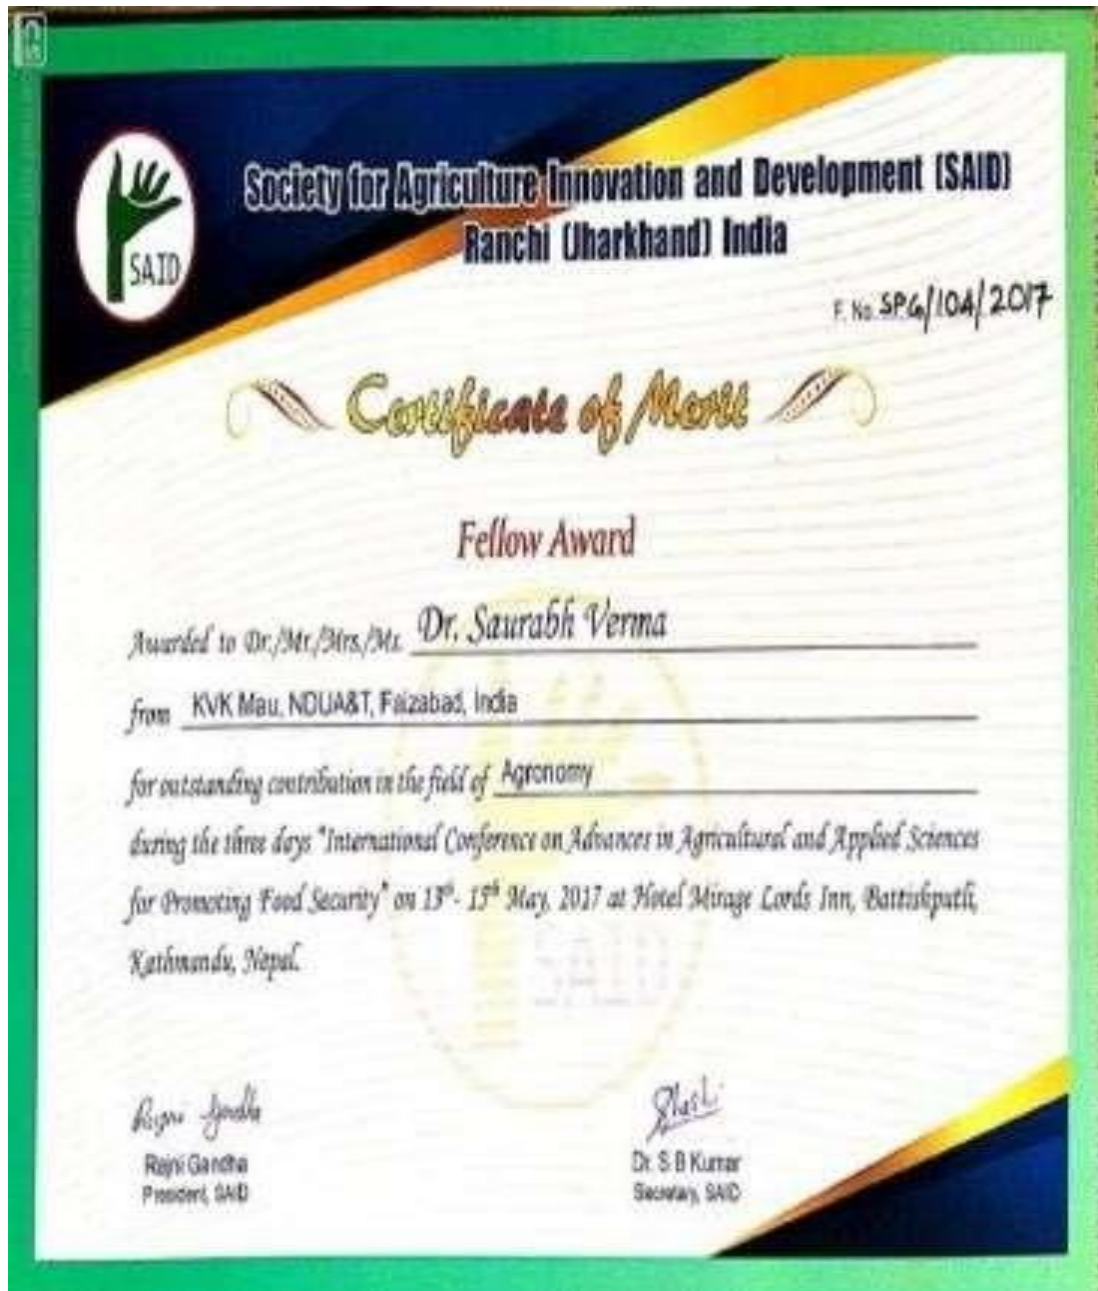 SAID
Society for Agriculture Innovation and Development (SAID)
Ranchi (Jharkhand) India
F. No. SPG/104/2017
Certificate of Merit
Fellow Award
Awarded to Dr./Mr./Mrs./Ms. Dr. Saurabh Verma
from KVK Mau, NDUA&T, Faizabad, India
for outstanding contribution in the field of Agronomy
during the three days "International Conference on Advances in Agricultural and Applied Sciences
for Promoting Food Security" on 13th - 15th May, 2017 at Hotel Mirage Lords Inn, Battishputli,
Kathmandu, Nepal.
SAID
Rajni Gandha
Shashi
Rajni Gandha
Dr. S B Kumar
President, SAID
Secretary, SAID